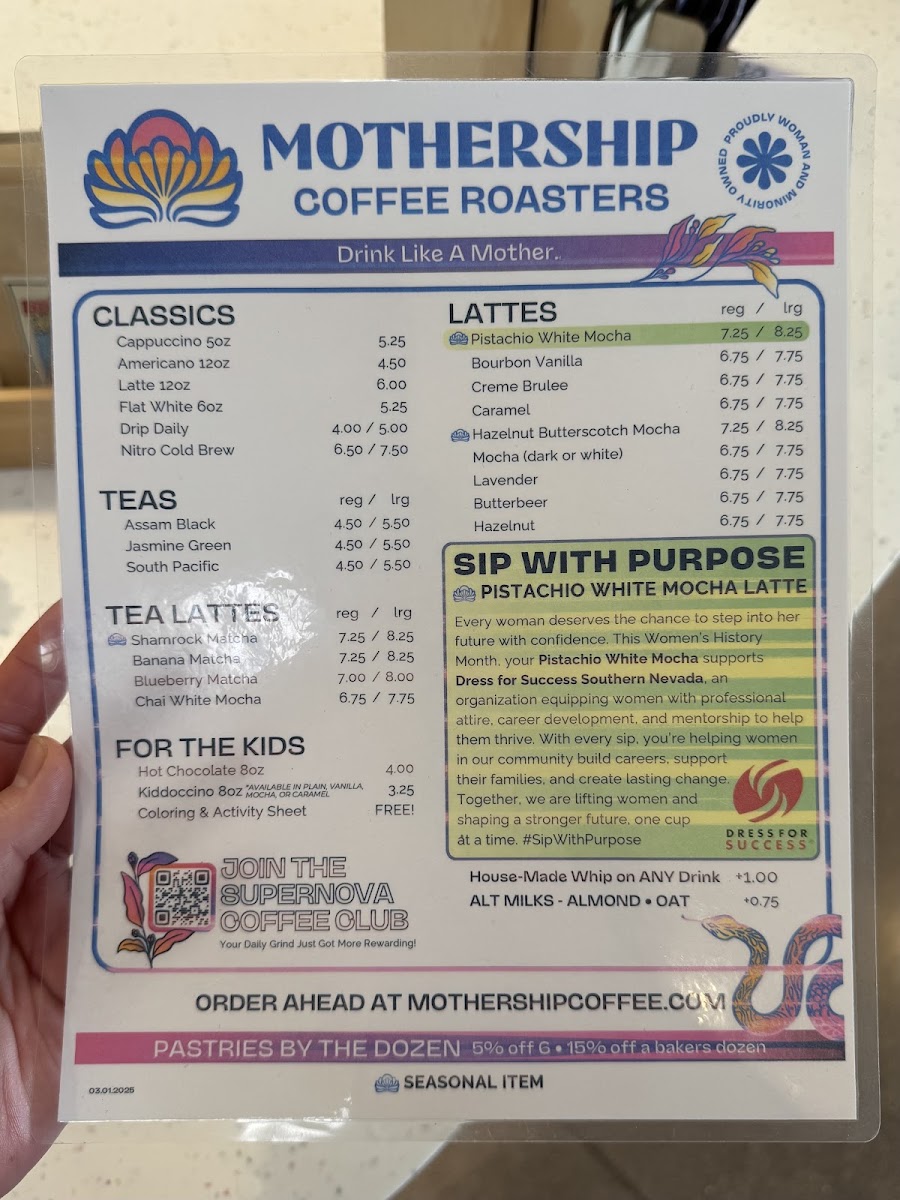 MOTHERSHIP
COFFEE ROASTERS
PROUDLY WOMAN AND MINORITY OWNED
Drink Like A Mother.
CLASSICS
Cappuccino 5oz 5.25
Americano 12oz 4.50
Latte 12oz 6.00
Flat White 6oz 5.25
Drip Daily 4.00 / 5.00
Nitro Cold Brew 6.50 / 7.50
TEAS reg / lrg
Assam Black 4.50 / 5.50
Jasmine Green 4.50 / 5.50
South Pacific 4.50 / 5.50
TEA LATTES reg / lrg
Shamrock Matcha 7.25 / 8.25
Banana Matcha 7.25 / 8.25
Blueberry Matcha 7.00 / 8.00
Chai White Mocha 6.75 / 7.75
FOR THE KIDS
Hot Chocolate 8oz 4.00
Kiddoccino 8oz *AVAILABLE IN PLAIN, VANILLA, MOCHA, OR CARAMEL 3.25
Coloring & Activity Sheet FREE!
JOIN THE
SUPERNOVA
COFFEE CLUB
Your Daily Grind Just Got More Rewarding!
LATTES reg / lrg
Pistachio White Mocha 7.25 / 8.25
Bourbon Vanilla 6.75 / 7.75
Creme Brulee 6.75 / 7.75
Caramel 6.75 / 7.75
Hazelnut Butterscotch Mocha 7.25 / 8.25
Mocha (dark or white) 6.75 / 7.75
Lavender 6.75 / 7.75
Butterbeer 6.75 / 7.75
Hazelnut 6.75 / 7.75
SIP WITH PURPOSE
PISTACHIO WHITE MOCHA LATTE
Every woman deserves the chance to step into her
future with confidence. This Women's History
Month, your Pistachio White Mocha supports
Dress for Success Southern Nevada, an
organization equipping women with professional
attire, career development, and mentorship to help
them thrive. With every sip, you're helping women
in our community build careers, support
their families, and create lasting change.
Together, we are lifting women and
shaping a stronger future, one cup
at a time. #SipWithPurpose
DRESS FOR
SUCCESS®
House-Made Whip on ANY Drink +1.00
ALT MILKS - ALMOND • OAT +0.75
ORDER AHEAD AT MOTHERSHIPCOFFEE.COM
PASTRIES BY THE DOZEN 5% off 6 • 15% off a bakers dozen
03.01.2025
SEASONAL ITEM